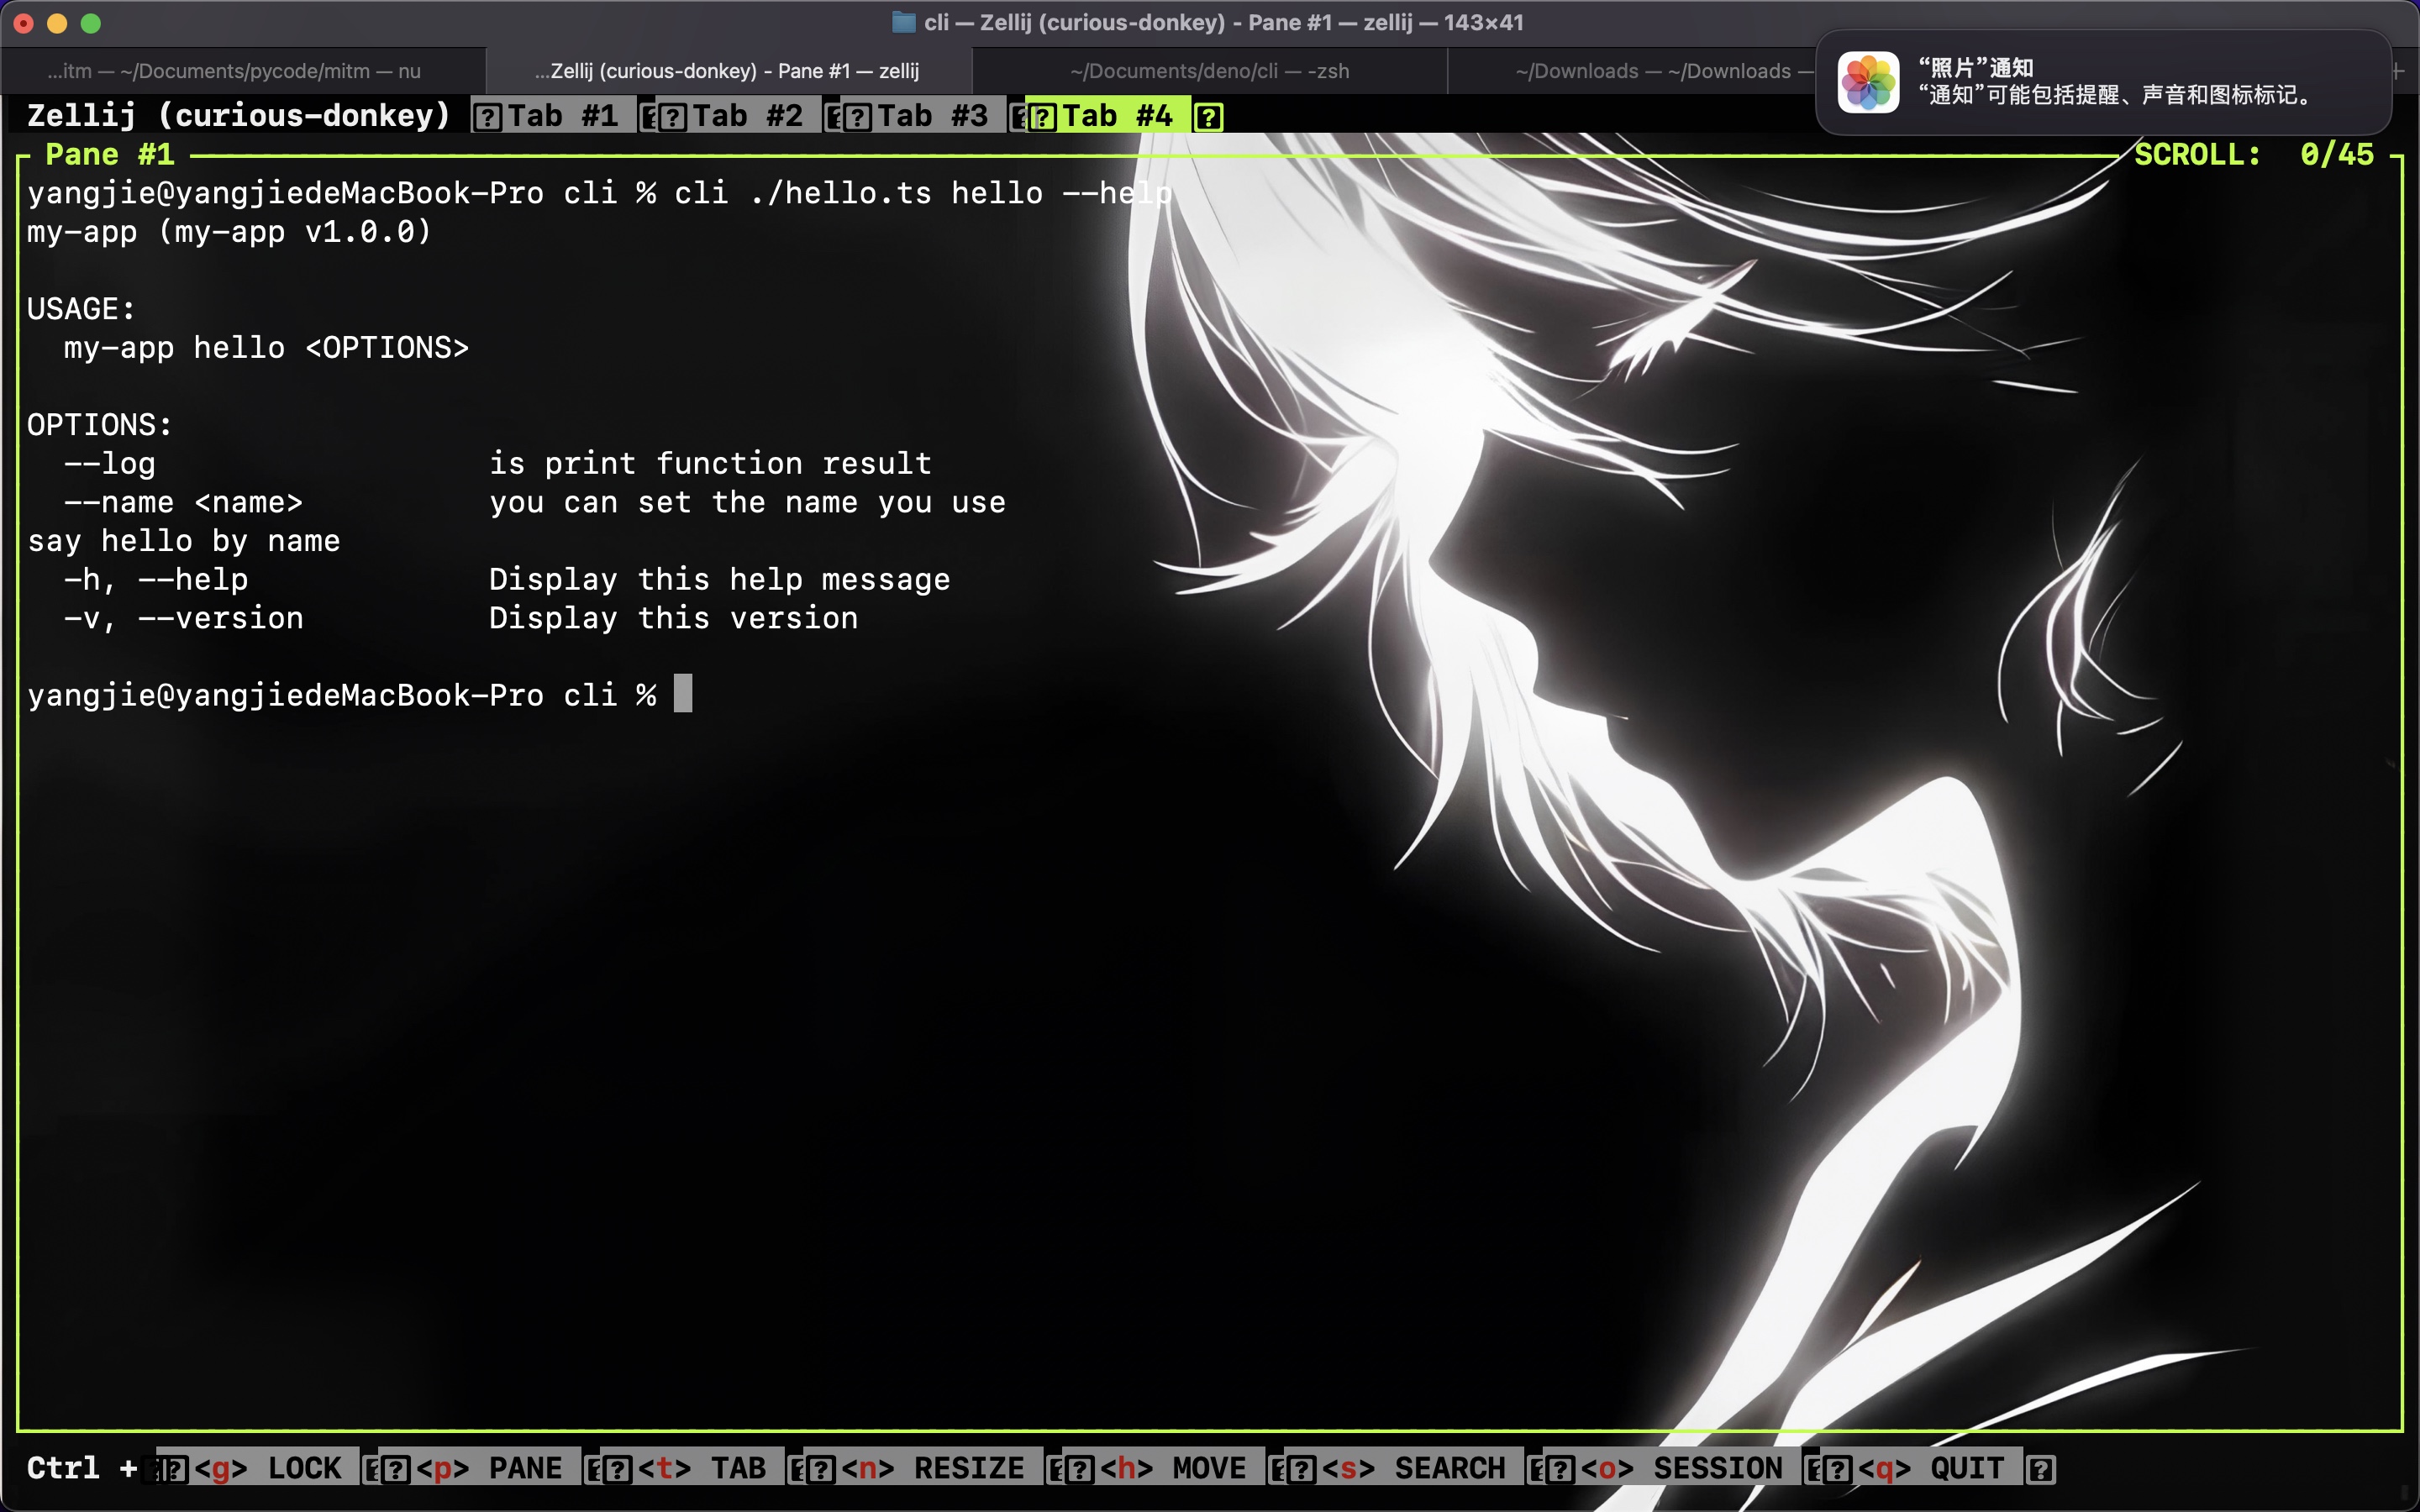 cli — Zellij (curious-donkey) - Pane #1 — zellij — 143×41
...itm — ~/Documents/pycode/mitm — nu
...Zellij (curious-donkey) - Pane #1 — zellij
~/Documents/deno/cli — -zsh
~/Downloads — ~/Downloads —
“照片”通知
“通知”可能包括提醒、声音和图标标记。
Zellij (curious-donkey) Tab #1 Tab #2 Tab #3 Tab #4
Pane #1 SCROLL: 0/45
yangjie@yangjiedeMacBook-Pro cli % cli ./hello.ts hello --help
my-app (my-app v1.0.0)
USAGE:
my-app hello <OPTIONS>
OPTIONS:
--log is print function result
--name <name> you can set the name you use
say hello by name
-h, --help Display this help message
-v, --version Display this version
yangjie@yangjiedeMacBook-Pro cli %
Ctrl + <g> LOCK <p> PANE <t> TAB <n> RESIZE <h> MOVE <s> SEARCH <o> SESSION <q> QUIT